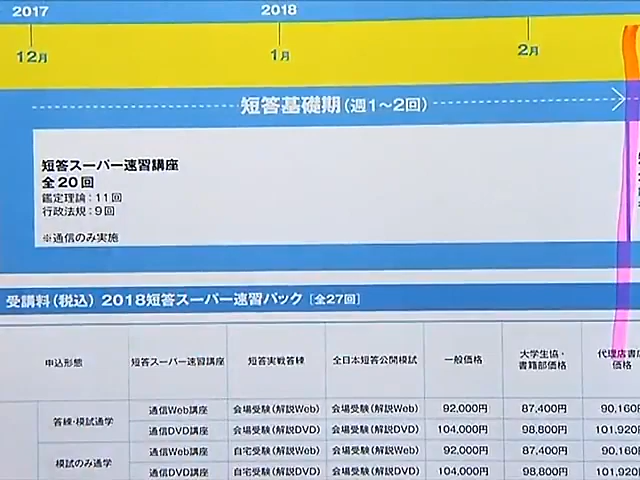 2017 2018
12月 1月 2月
短答基礎期(週1〜2回)
短答スーパー速習講座
全20回
鑑定理論：11回
行政法規：9回
※通信のみ実施
受講料(税込) 2018短答スーパー速習パック [全27回]
申込形態 短答スーパー速習講座 短答実戦答練 全日本短答公開模試 一般価格 大学生協・書籍部価格 代理店書店価格
答練・模試通学 通信Web講座 会場受験(解説Web) 会場受験(解説Web) 92,000円 87,400円 90,160
通信DVD講座 会場受験(解説DVD) 会場受験(解説DVD) 104,000円 98,800円 101,920
模試のみ通学 通信Web講座 自宅受験(解説Web) 会場受験(解説Web) 92,000円 87,400円 90,160
通信DVD講座 自宅受験(解説DVD) 会場受験(解説DVD) 104,000円 98,800円 101,920